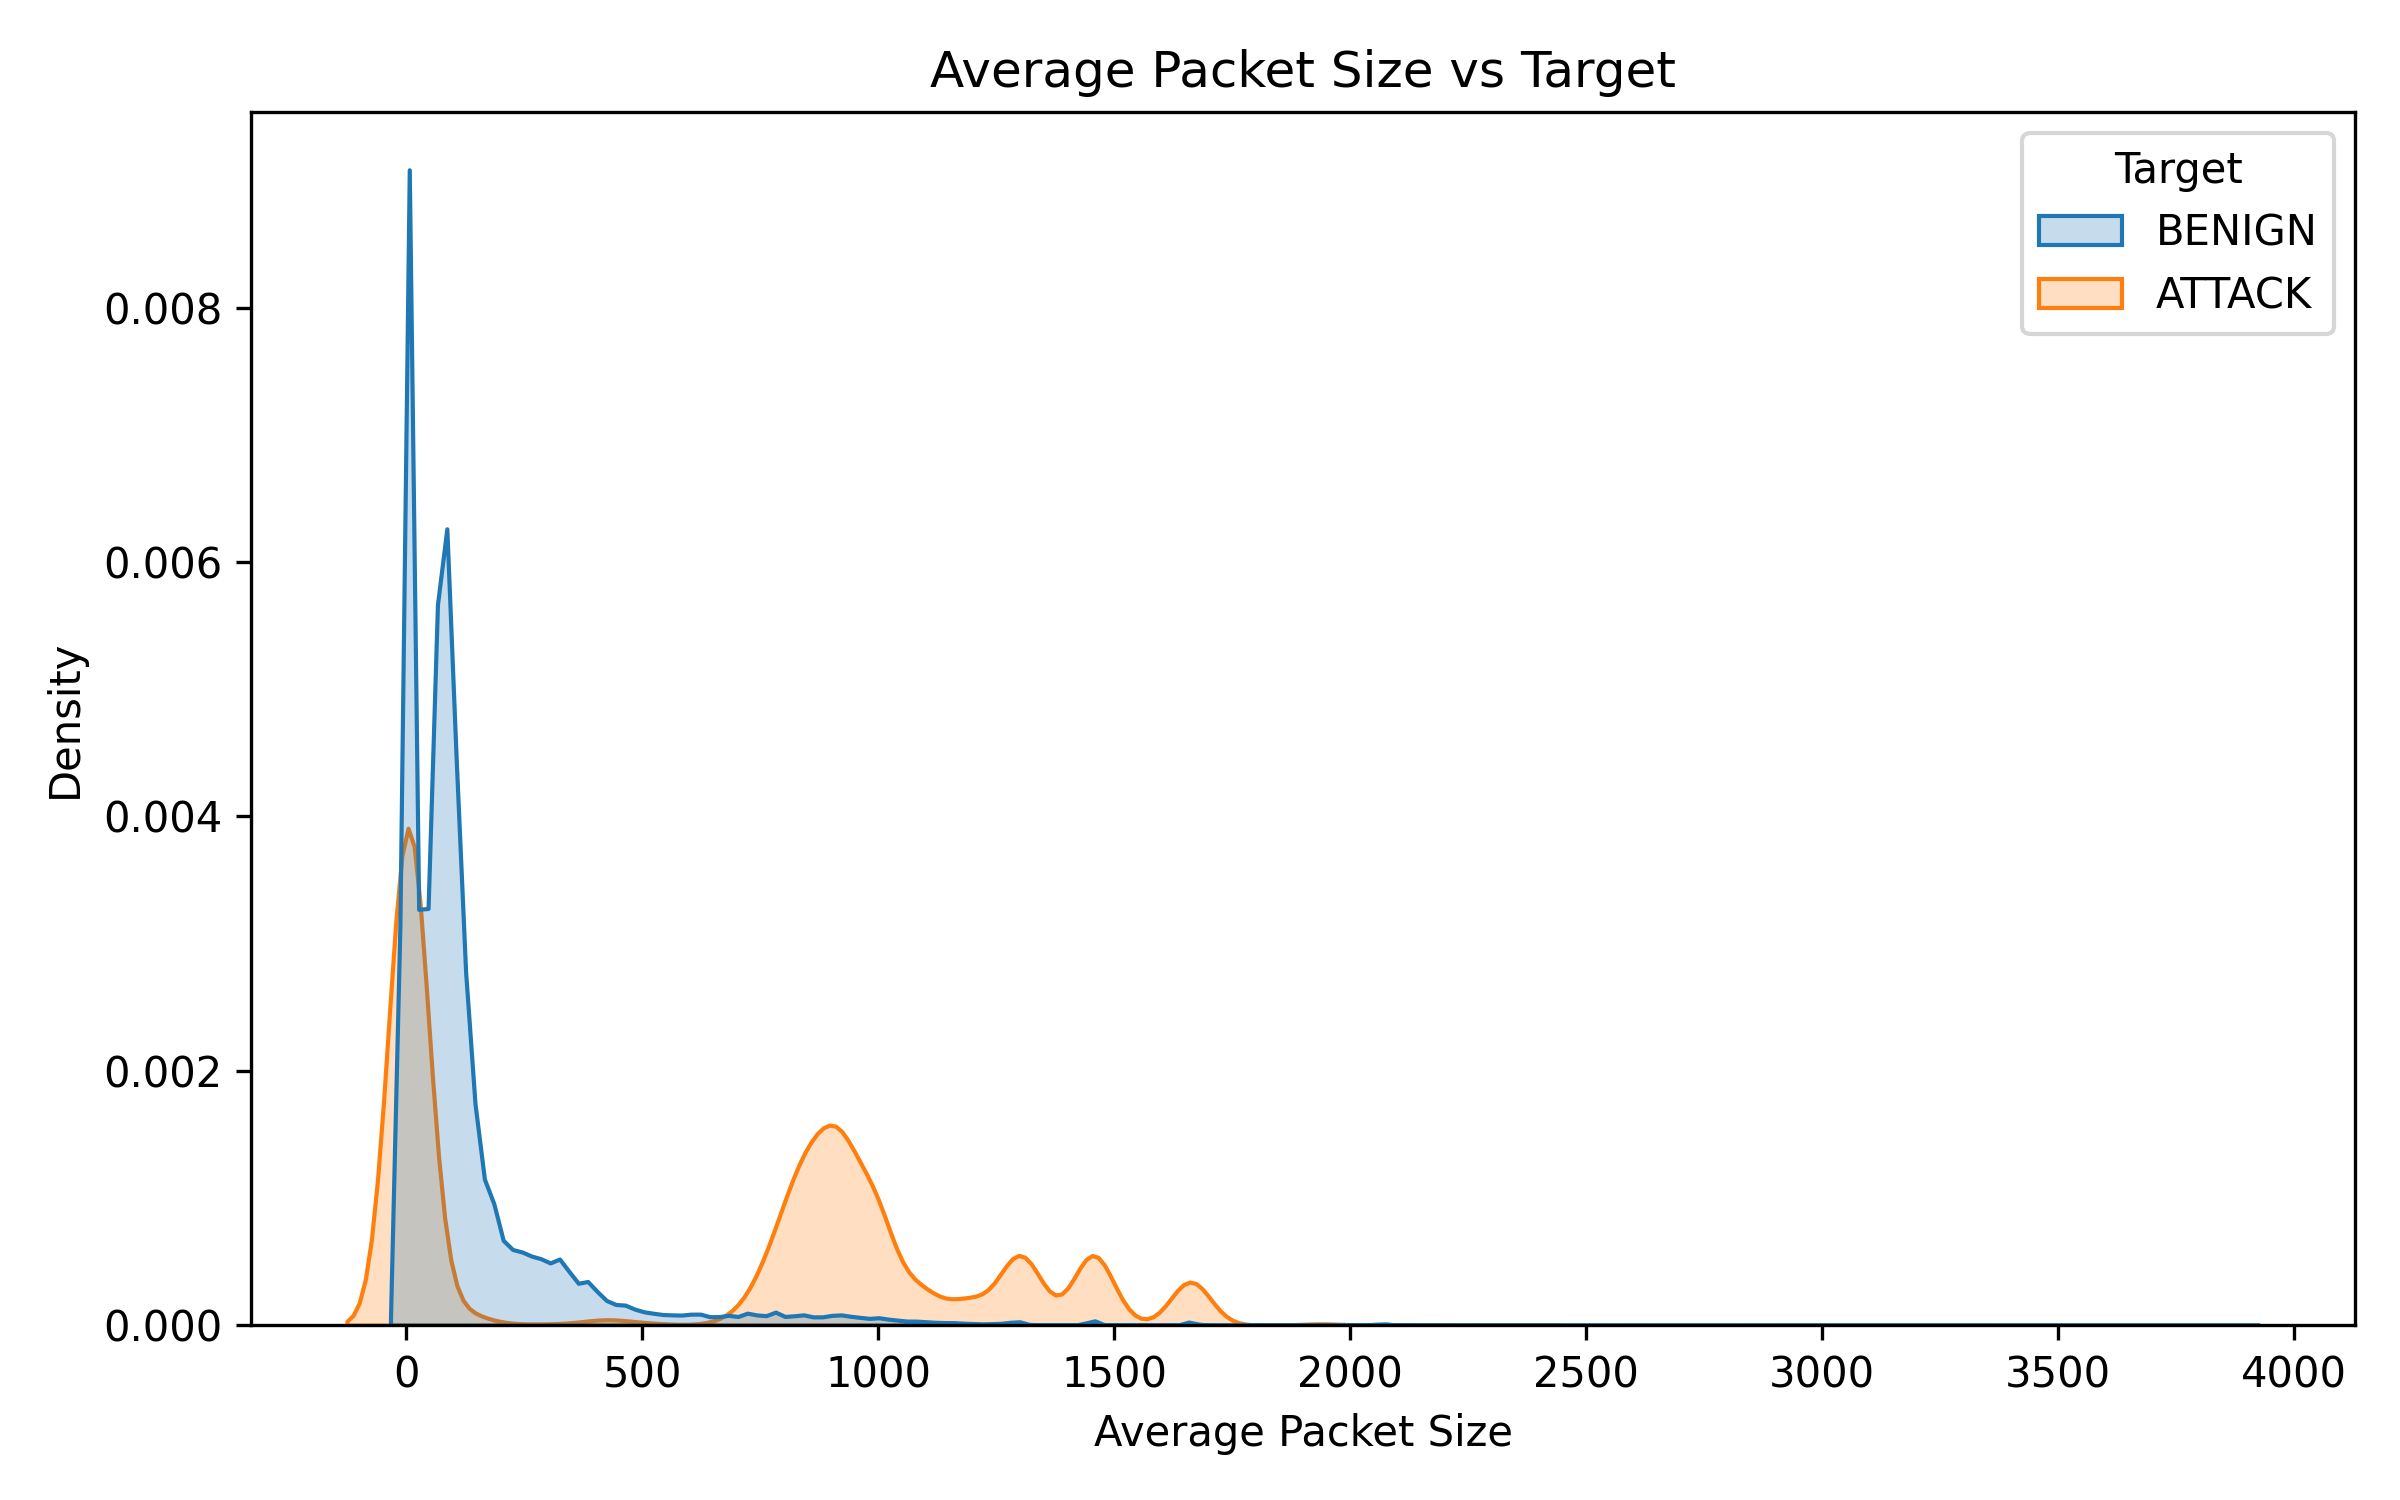 Average Packet Size vs Target
Target
BENIGN
ATTACK
0.008
0.006
0.004
0.002
0.000
Density
0 500 1000 1500 2000 2500 3000 3500 4000
Average Packet Size